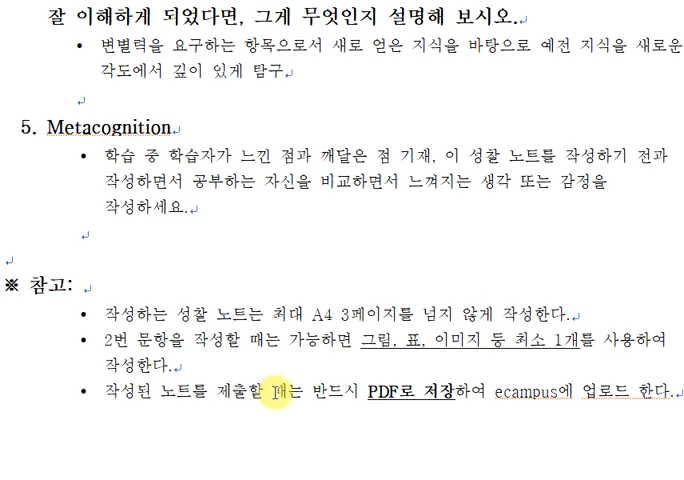 잘 이해하게 되었다면, 그게 무엇인지 설명해 보시오.
• 변별력을 요구하는 항목으로서 새로 얻은 지식을 바탕으로 예전 지식을 새로운
각도에서 깊이 있게 탐구
5. Metacognition
• 학습 중 학습자가 느낀 점과 깨달은 점 기재, 이 성찰 노트를 작성하기 전과
작성하면서 공부하는 자신을 비교하면서 느껴지는 생각 또는 감정을
작성하세요.
※ 참고:
• 작성하는 성찰 노트는 최대 A4 3페이지를 넘지 않게 작성한다.
• 2번 문항을 작성할 때는 가능하면 그림, 표, 이미지 등 최소 1개를 사용하여
작성한다.
• 작성된 노트를 제출할 때는 반드시 PDF로 저장하여 ecampus에 업로드 한다.